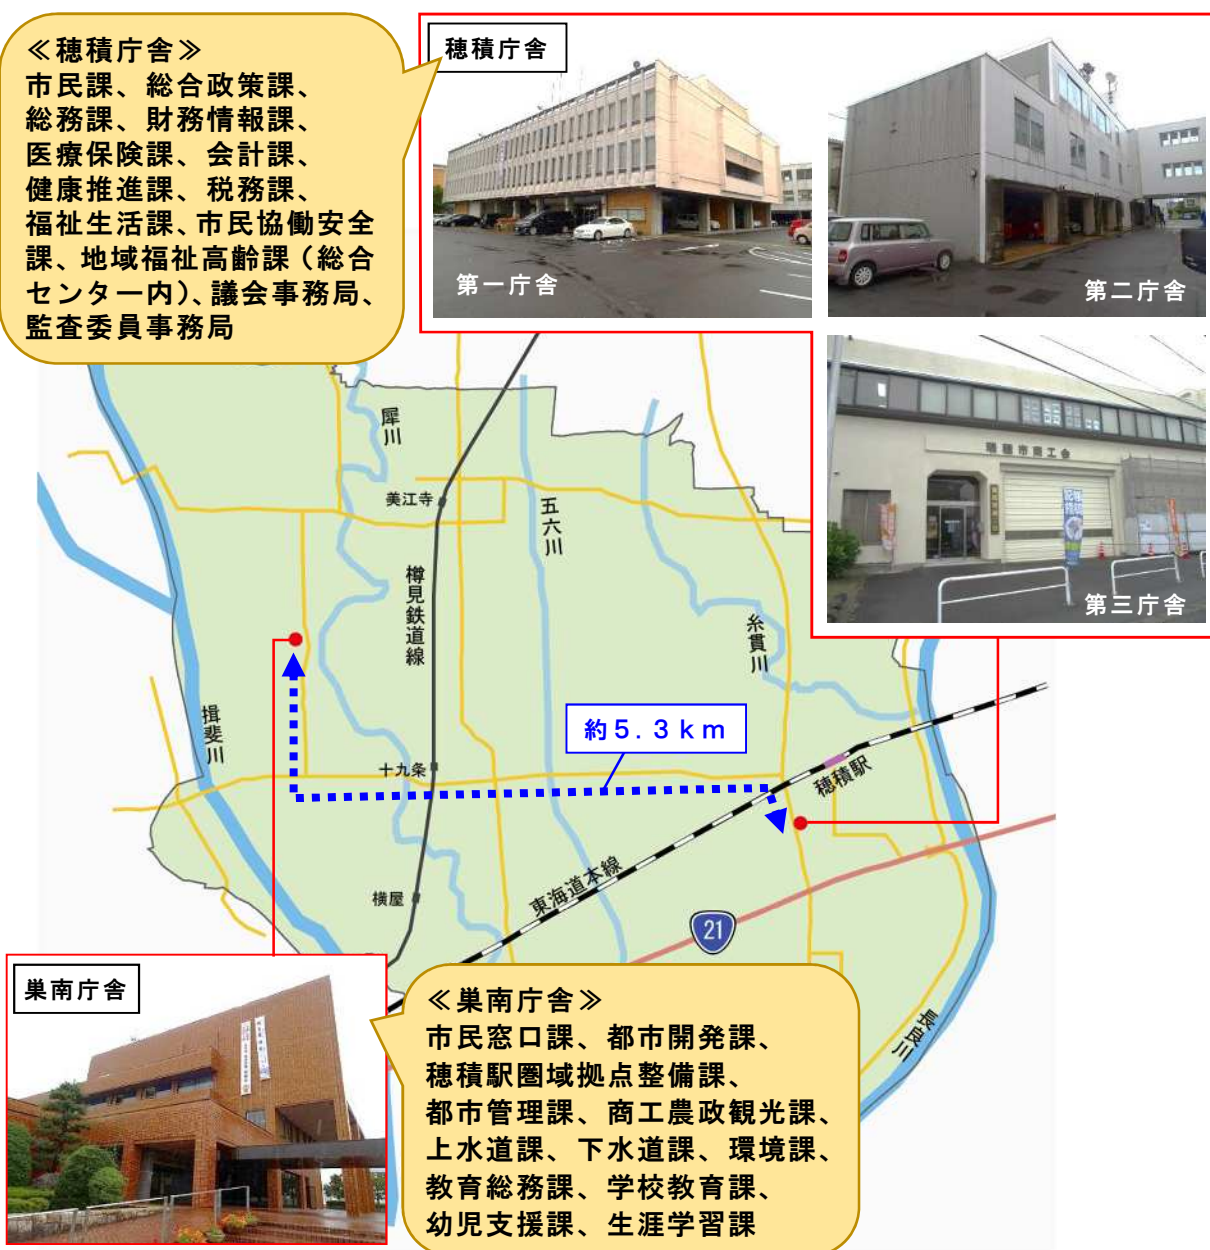 ≪穂積庁舎≫
市民課、総合政策課、
総務課、財務情報課、
医療保険課、会計課、
健康推進課、税務課、
福祉生活課、市民協働安全
課、地域福祉高齢課（総合
センター内）、議会事務局、
監査委員事務局
穂積庁舎
第一庁舎
第二庁舎
瑞穂市商工会
第三庁舎
犀川
美江寺
五六川
樽見鉄道線
糸貫川
揖斐川
約5.3km
十九条
穂積駅
東海道本線
横屋
21
長良川
巣南庁舎
≪巣南庁舎≫
市民窓口課、都市開発課、
穂積駅圏域拠点整備課、
都市管理課、商工農政観光課、
上水道課、下水道課、環境課、
教育総務課、学校教育課、
幼児支援課、生涯学習課